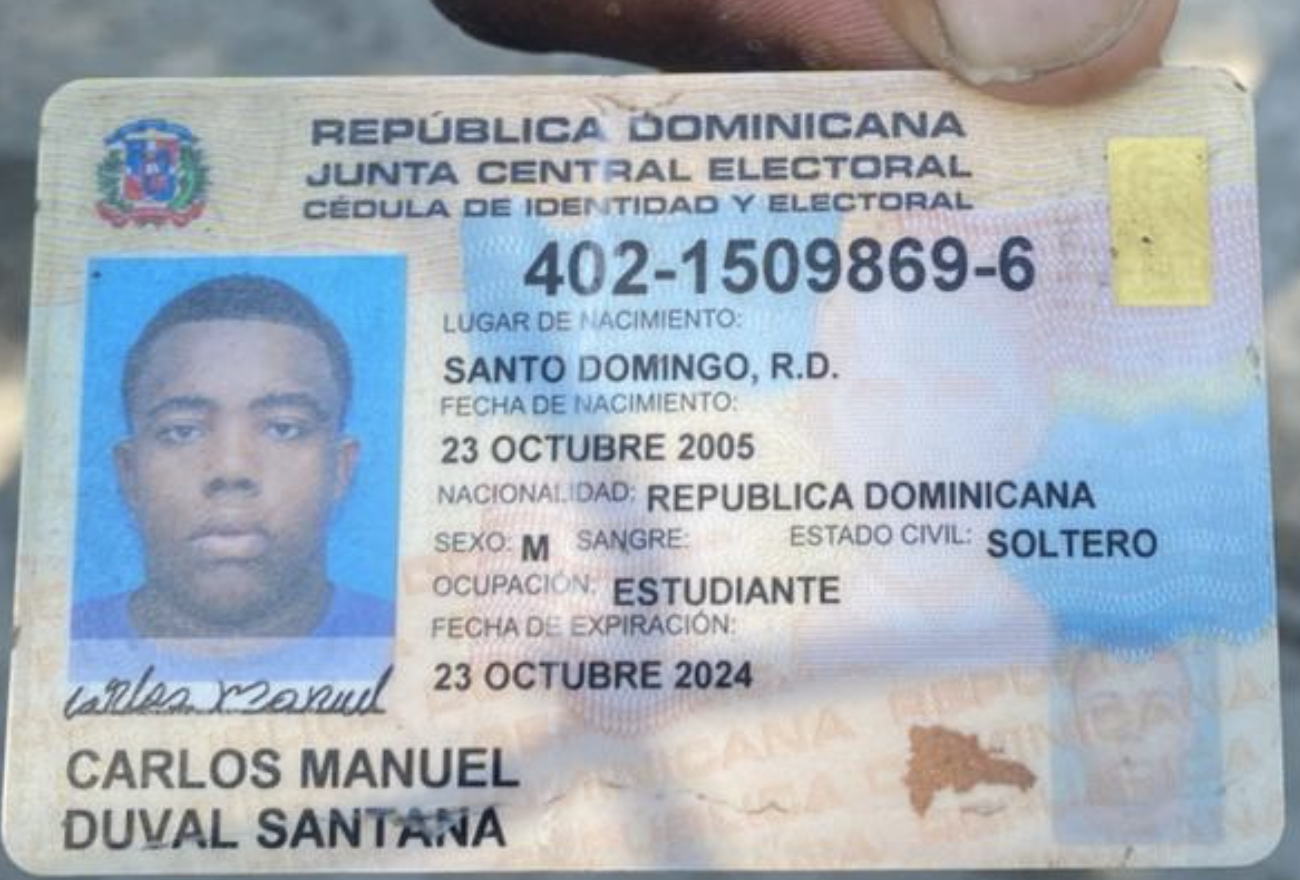 REPÚBLICA DOMINICANA
JUNTA CENTRAL ELECTORAL
CÉDULA DE IDENTIDAD Y ELECTORAL
402-1509869-6
LUGAR DE NACIMIENTO:
SANTO DOMINGO, R.D.
FECHA DE NACIMIENTO:
23 OCTUBRE 2005
NACIONALIDAD: REPUBLICA DOMINICANA
SEXO: M SANGRE: ESTADO CIVIL: SOLTERO
OCUPACIÓN: ESTUDIANTE
FECHA DE EXPIRACIÓN:
23 OCTUBRE 2024
Carlos Manuel
CARLOS MANUEL
DUVAL SANTANA